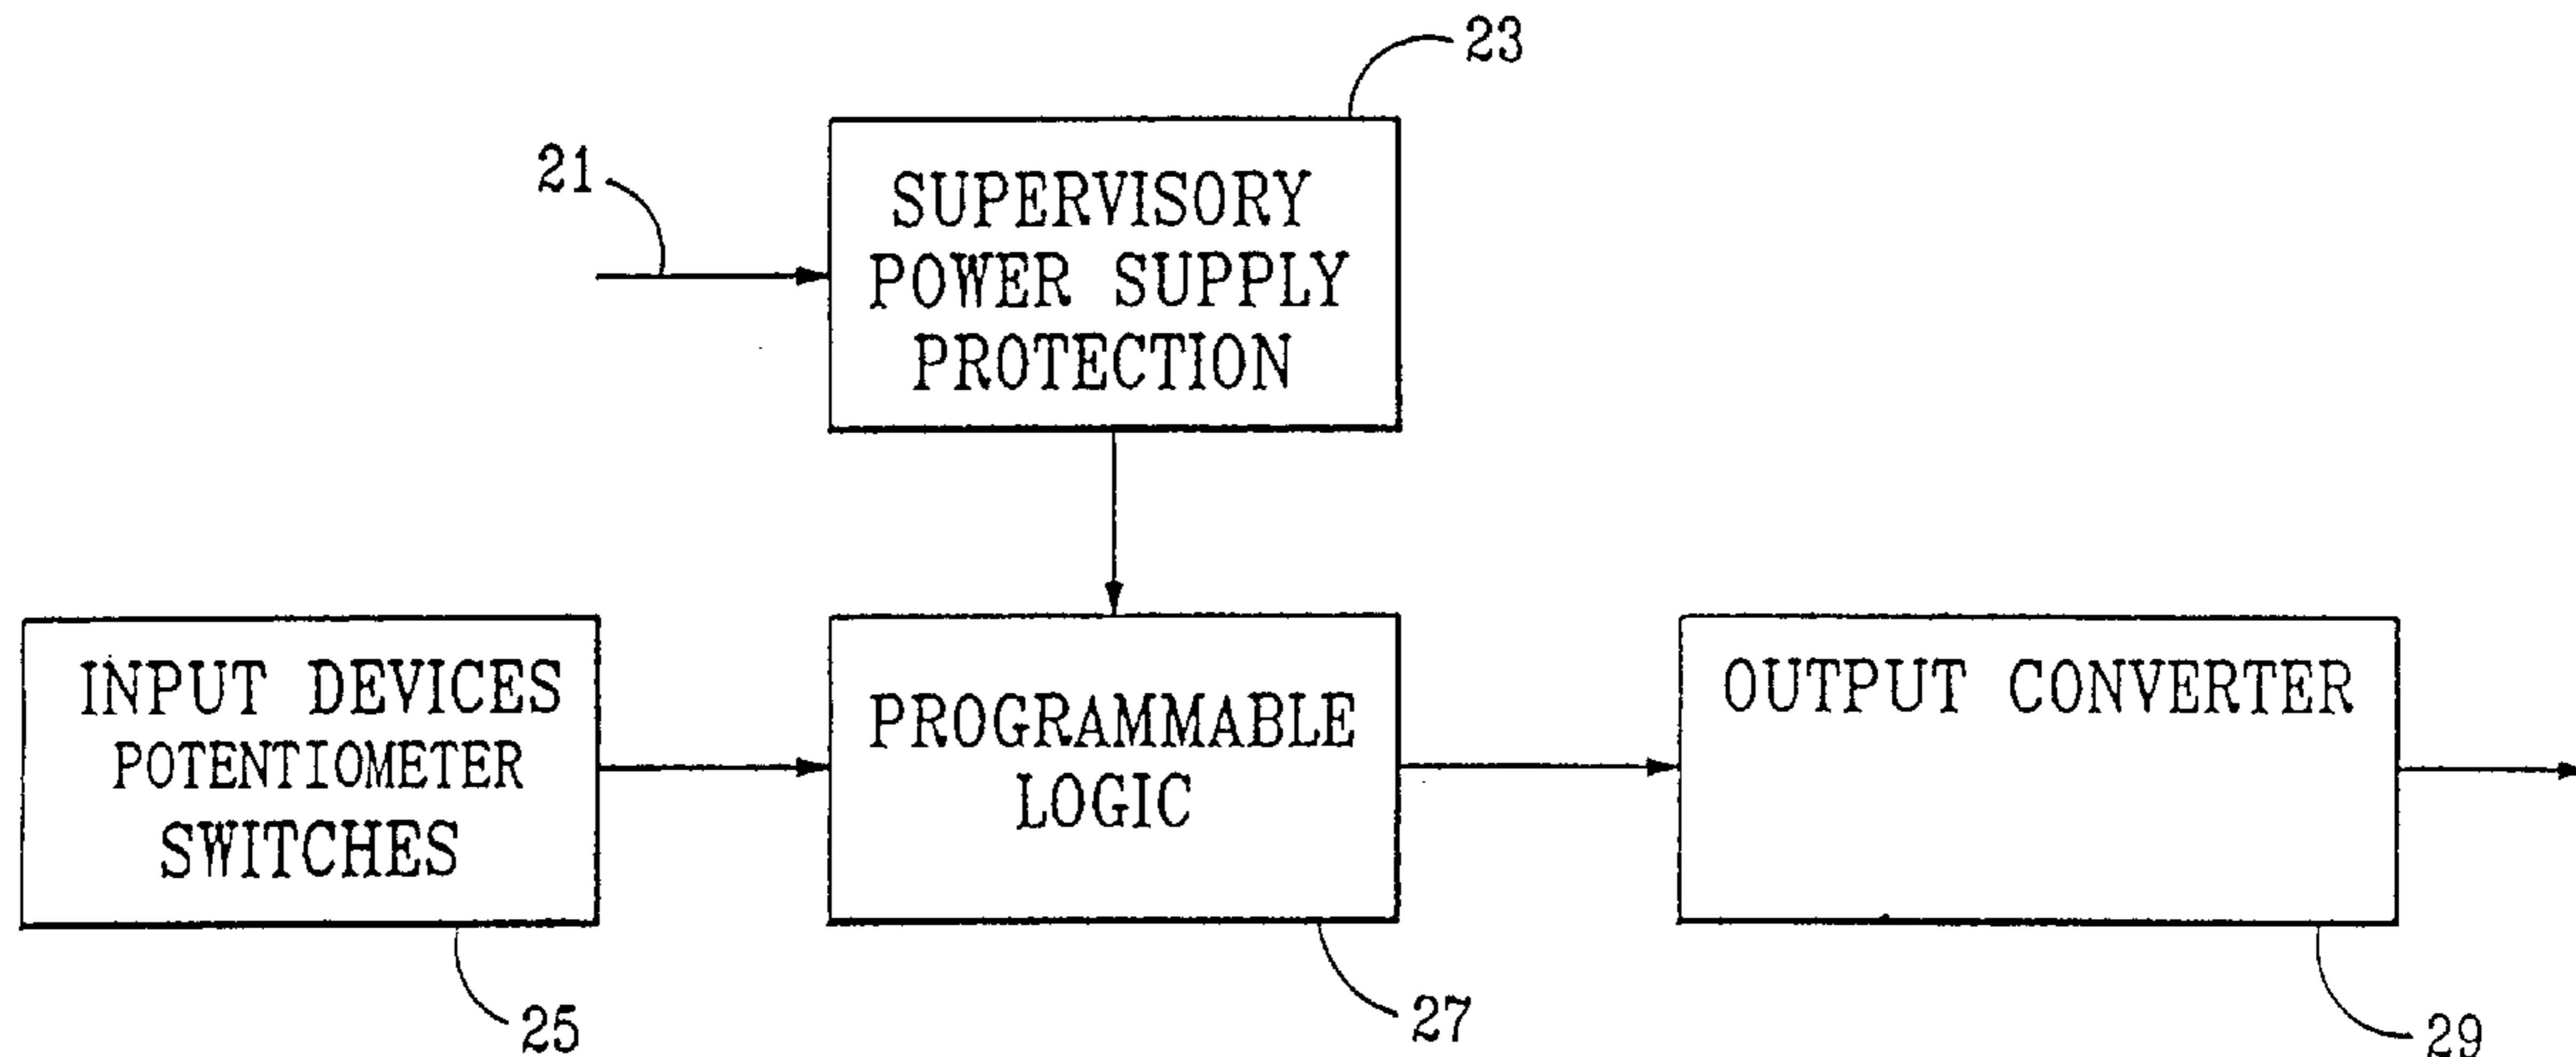 23
21
SUPERVISORY
POWER SUPPLY
PROTECTION
INPUT DEVICES
POTENTIOMETER
SWITCHES
PROGRAMMABLE
LOGIC
OUTPUT CONVERTER
25
27
29